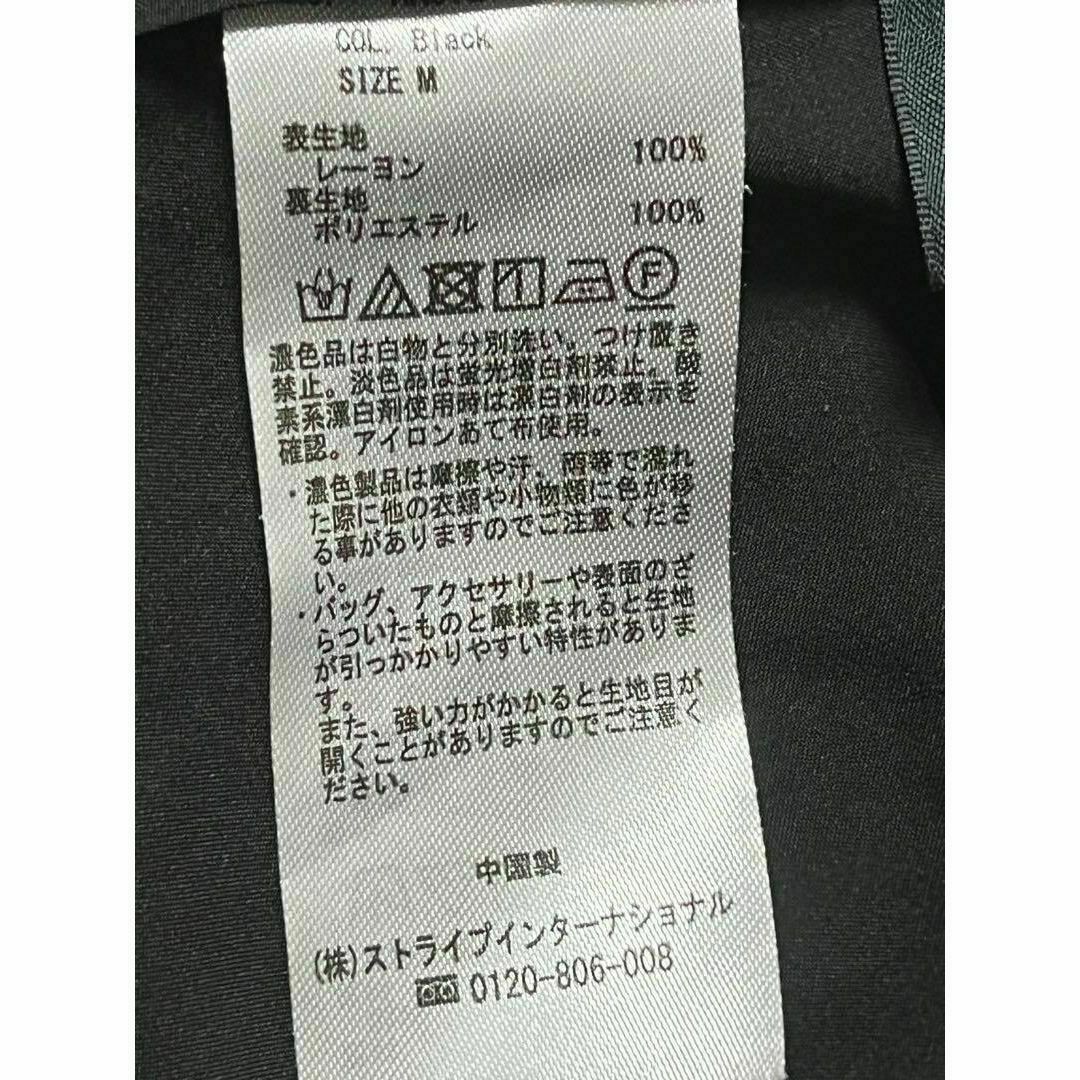 COL. Black
SIZE M
表生地
レーヨン 100%
裏生地
ポリエステル 100%
F
濃色品は白物と分別洗い。つけ置き
禁止。淡色品は蛍光増白剤禁止。酸
素系漂白剤使用時は漂白剤の表示を
確認。アイロンあて布使用。
・濃色製品は摩擦や汗、雨等で濡れ
た際に他の衣類や小物類に色が移
る事がありますのでご注意くださ
い。
・バッグ、アクセサリーや表面のざ
らついたものと摩擦されると生地
が引っかかりやすい特性がありま
す。
また、強い力がかかると生地目が
開くことがありますのでご注意く
ださい。
中国製
(株)ストライプインターナショナル
0120-806-008